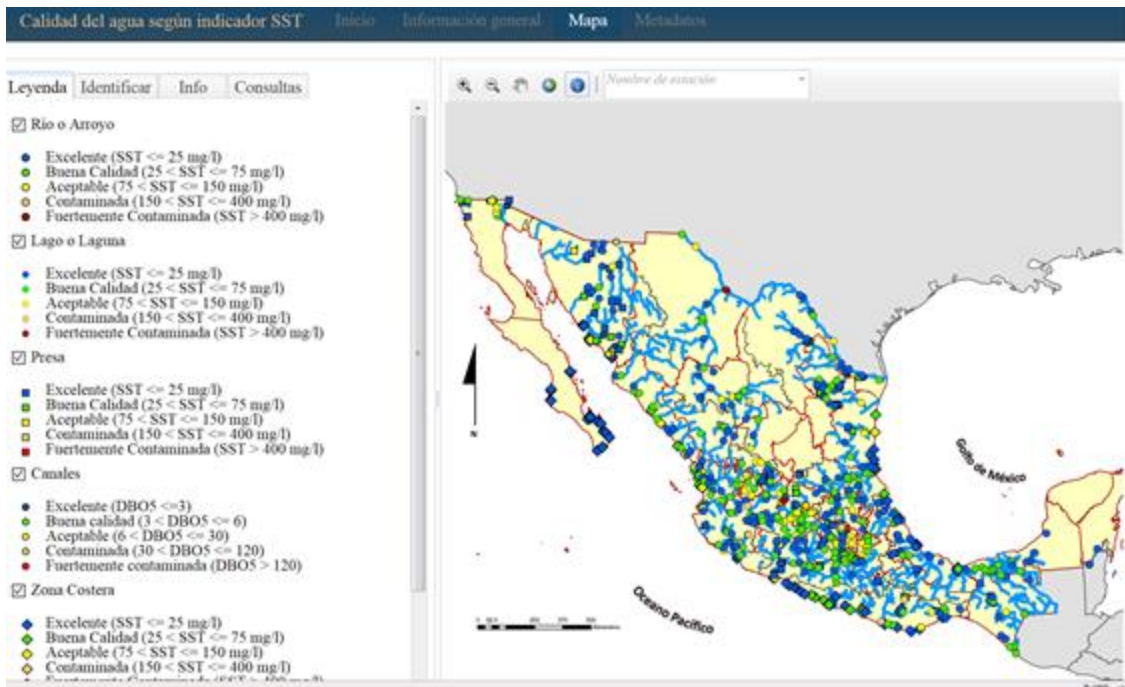 Calidad del agua según indicador SST Inicio Información general Mapa Metadatos
Leyenda Identificar Info Consultas
Nombre de estación
Río o Arroyo
Excelente (SST <= 25 mg/l)
Buena Calidad (25 < SST <= 75 mg/l)
Aceptable (75 < SST <= 150 mg/l)
Contaminada (150 < SST <= 400 mg/l)
Fuertemente Contaminada (SST > 400 mg/l)
Lago o Laguna
Excelente (SST <= 25 mg/l)
Buena Calidad (25 < SST <= 75 mg/l)
Aceptable (75 < SST <= 150 mg/l)
Contaminada (150 < SST <= 400 mg/l)
Fuertemente Contaminada (SST > 400 mg/l)
Presa
Excelente (SST <= 25 mg/l)
Buena Calidad (25 < SST <= 75 mg/l)
Aceptable (75 < SST <= 150 mg/l)
Contaminada (150 < SST <= 400 mg/l)
Fuertemente Contaminada (SST > 400 mg/l)
Canales
Excelente (DBO5 <=3)
Buena calidad (3 < DBO5 <= 6)
Aceptable (6 < DBO5 <= 30)
Contaminada (30 < DBO5 <= 120)
Fuertemente contaminada (DBO5 > 120)
Zona Costera
Excelente (SST <= 25 mg/l)
Buena Calidad (25 < SST <= 75 mg/l)
Aceptable (75 < SST <= 150 mg/l)
Contaminada (150 < SST <= 400 mg/l)
N
Golfo de México
Oceano Pacífico